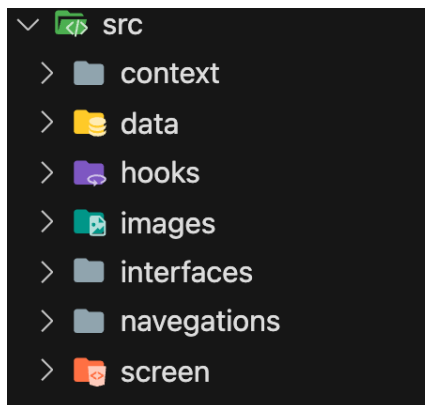 src
context
data
hooks
images
interfaces
navegations
screen